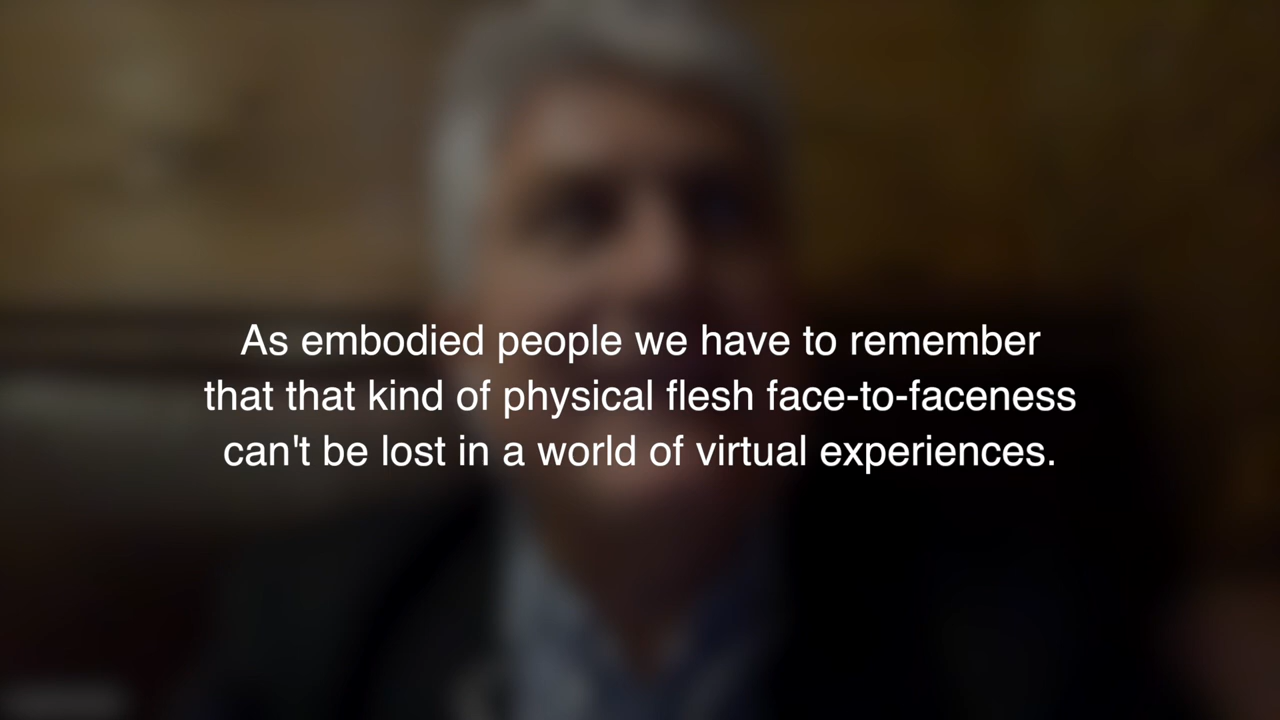 As embodied people we have to remember
that that kind of physical flesh face-to-faceness
can't be lost in a world of virtual experiences.